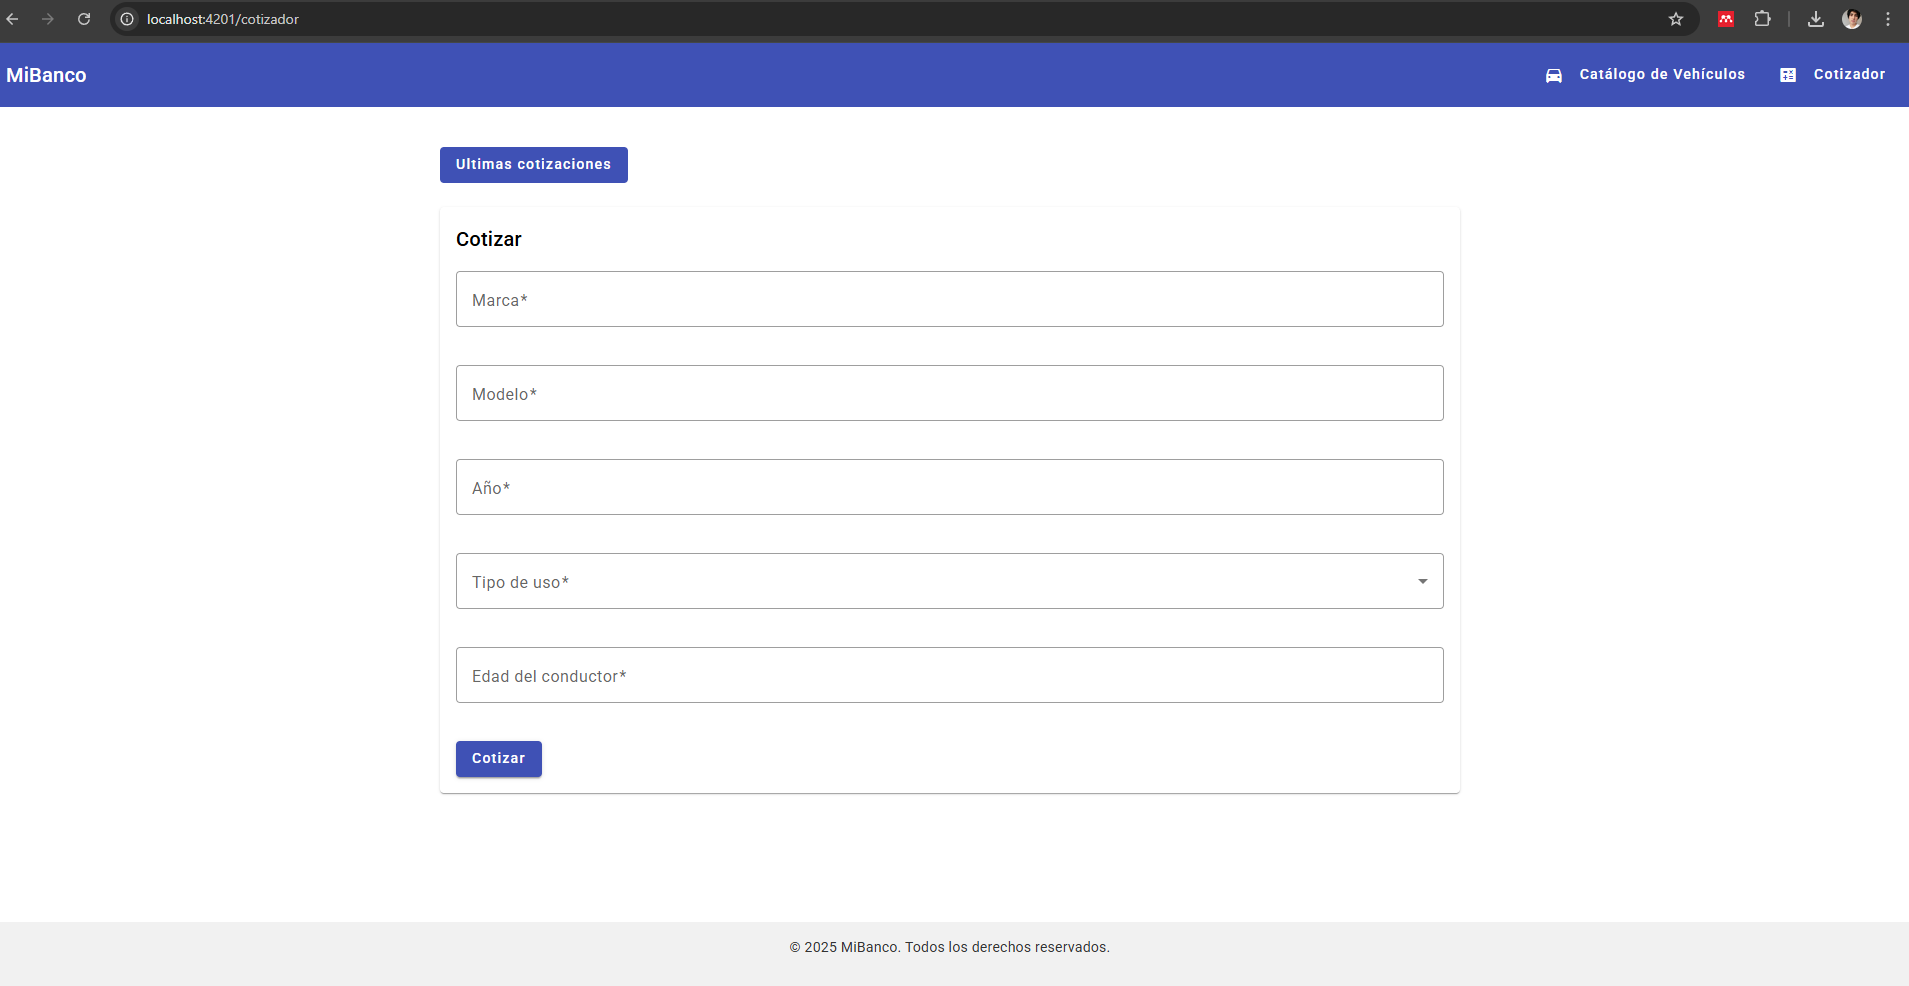 localhost:4201/cotizador
MiBanco
Catálogo de Vehículos
Cotizador
Ultimas cotizaciones
Cotizar
Marca*
Modelo*
Año*
Tipo de uso*
Edad del conductor*
Cotizar
© 2025 MiBanco. Todos los derechos reservados.